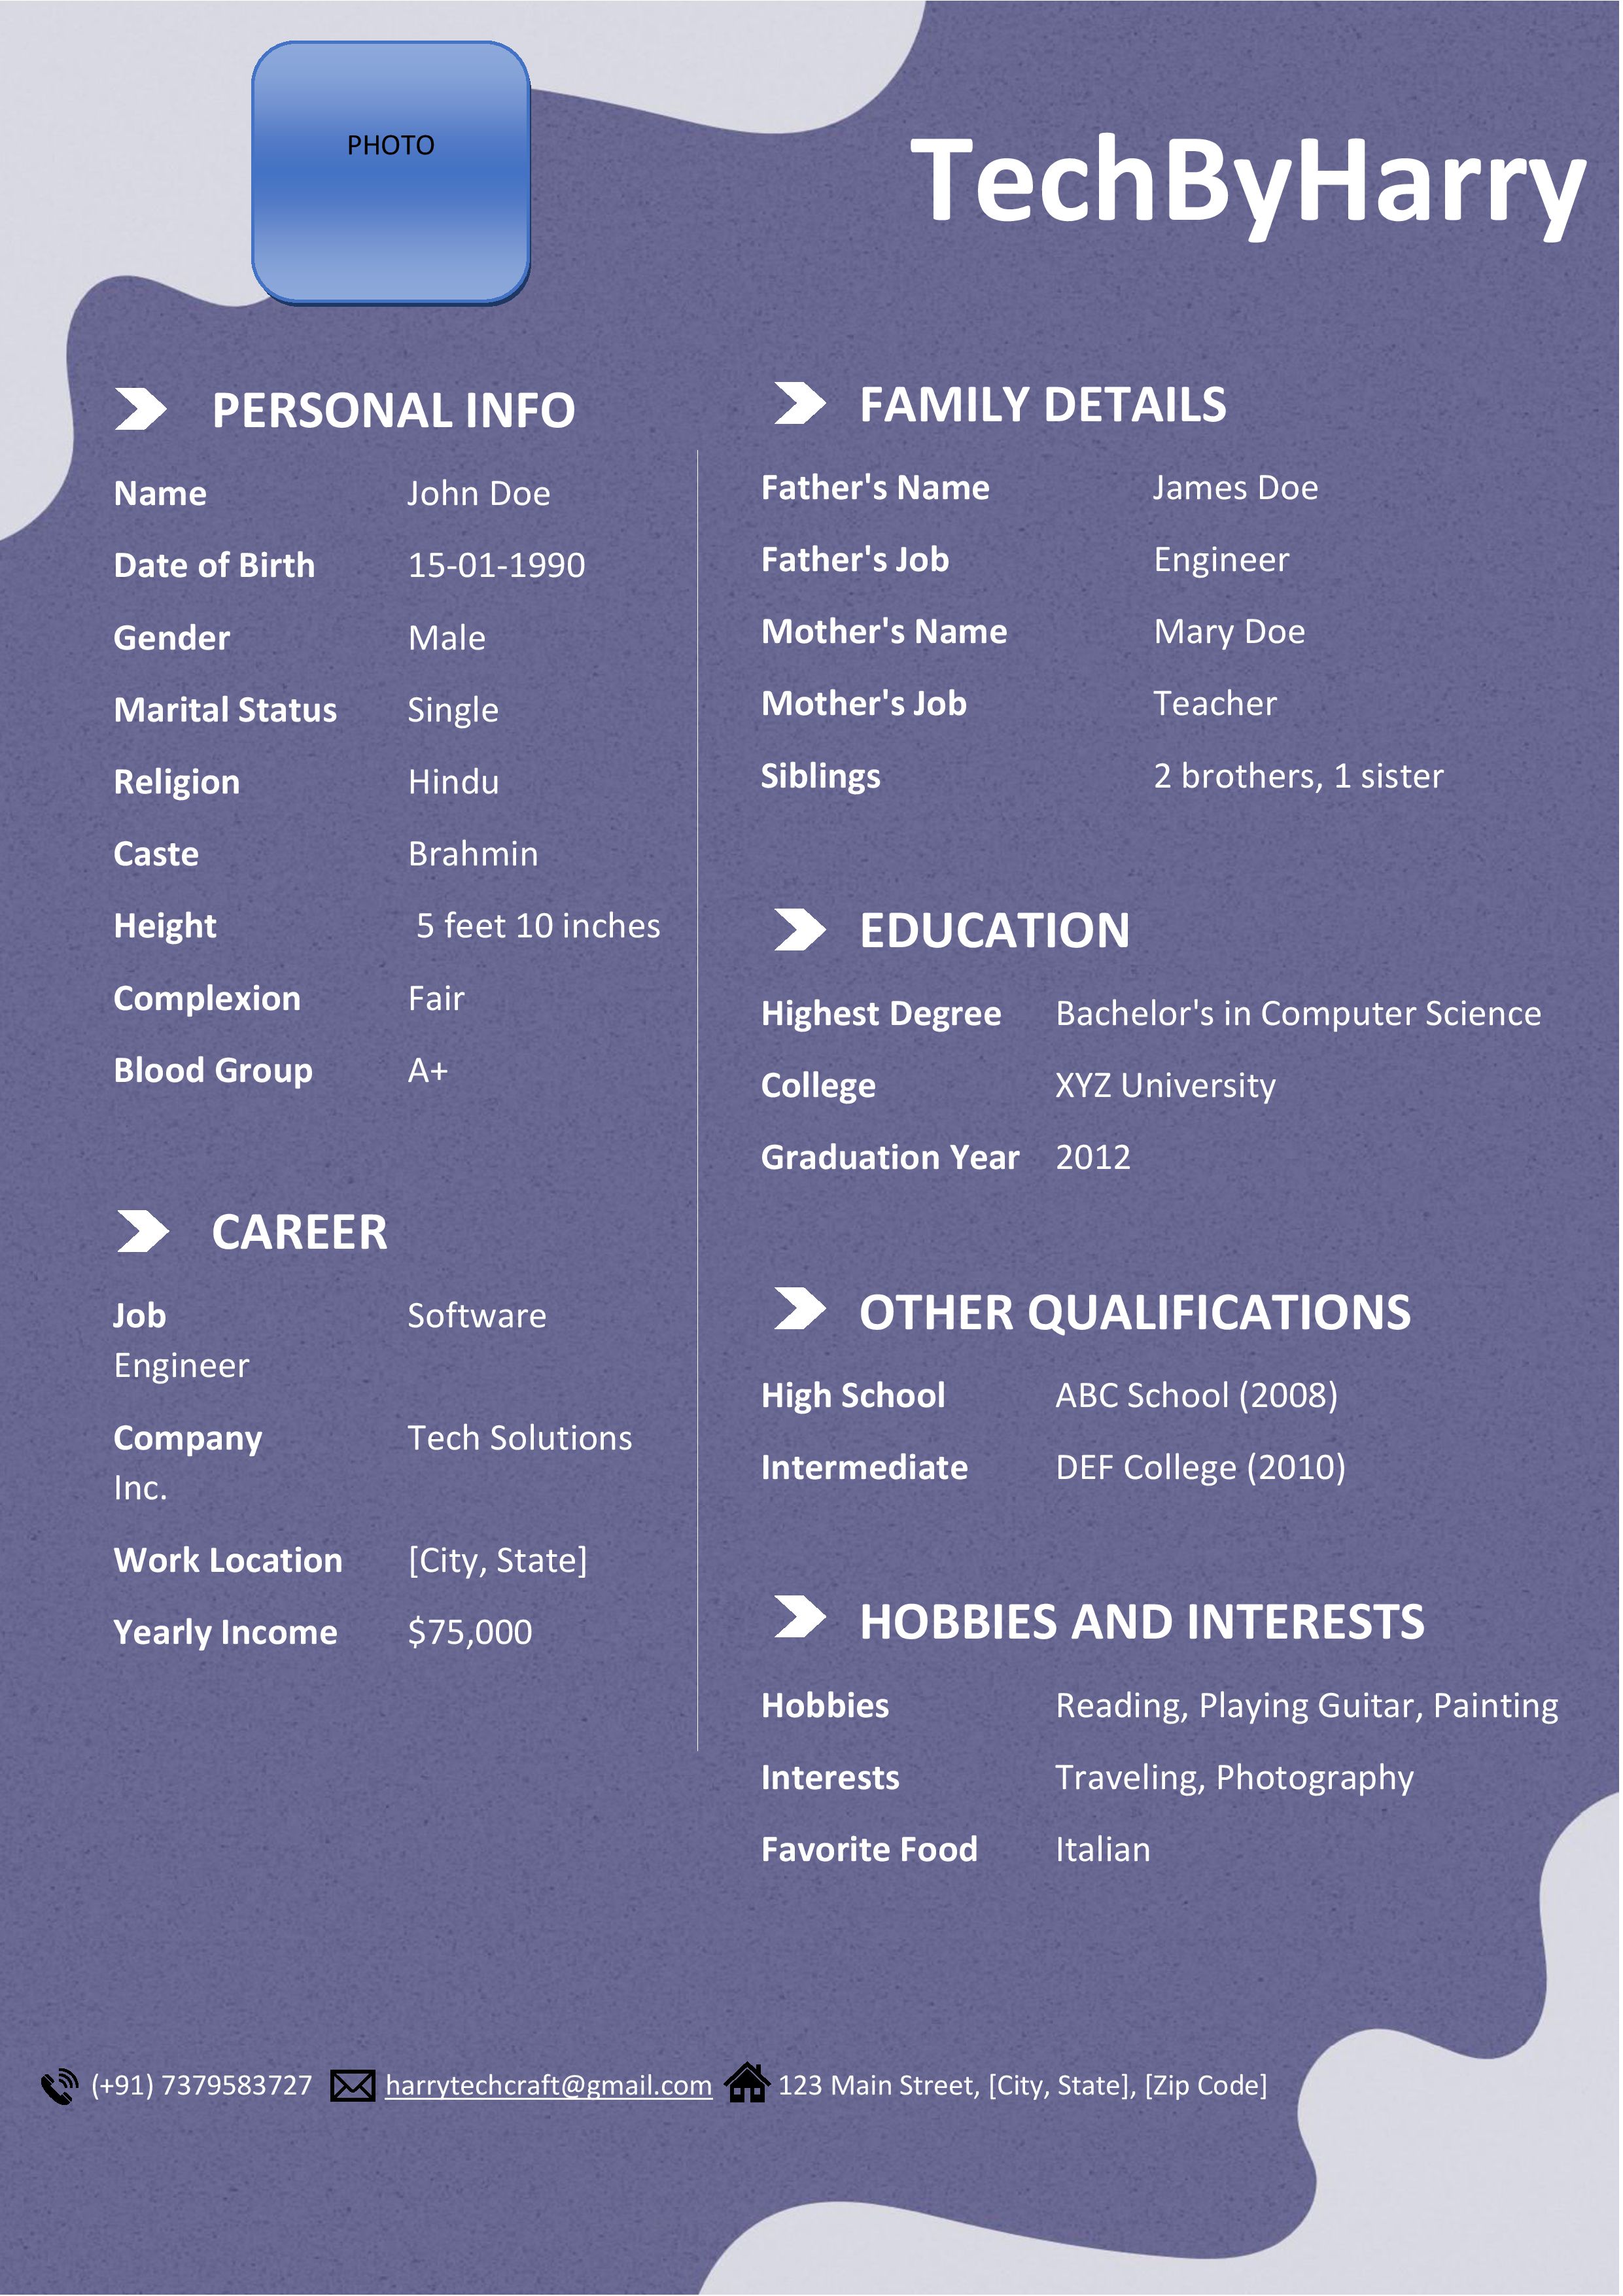 PHOTO
TechByHarry
PERSONAL INFO
Name John Doe
Date of Birth 15-01-1990
Gender Male
Marital Status Single
Religion Hindu
Caste Brahmin
Height 5 feet 10 inches
Complexion Fair
Blood Group A+
CAREER
Job Software
Engineer
Company Tech Solutions
Inc.
Work Location [City, State]
Yearly Income $75,000
FAMILY DETAILS
Father's Name James Doe
Father's Job Engineer
Mother's Name Mary Doe
Mother's Job Teacher
Siblings 2 brothers, 1 sister
EDUCATION
Highest Degree Bachelor's in Computer Science
College XYZ University
Graduation Year 2012
OTHER QUALIFICATIONS
High School ABC School (2008)
Intermediate DEF College (2010)
HOBBIES AND INTERESTS
Hobbies Reading, Playing Guitar, Painting
Interests Traveling, Photography
Favorite Food Italian
(+91) 7379583727 harrytechcraft@gmail.com 123 Main Street, [City, State], [Zip Code]